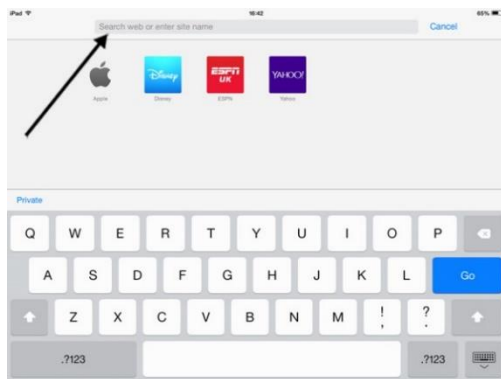 iPad 16:42 65%
Search web or enter site name Cancel
Disney ESPN UK YAHOO!
Apple Disney ESPN Yahoo
Private
Q W E R T Y U I O P
A S D F G H J K L Go
Z X C V B N M ! , ? .
.?123 .?123